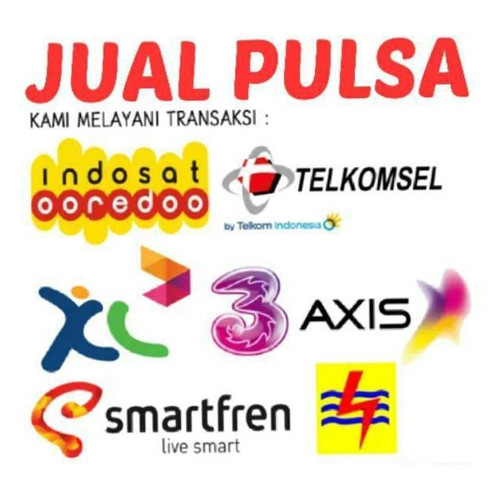 JUAL PULSA
KAMI MELAYANI TRANSAKSI :
indosat
ooredoo
TELKOMSEL
by Telkom indonesia
XL
3
AXIS
smartfren
live smart